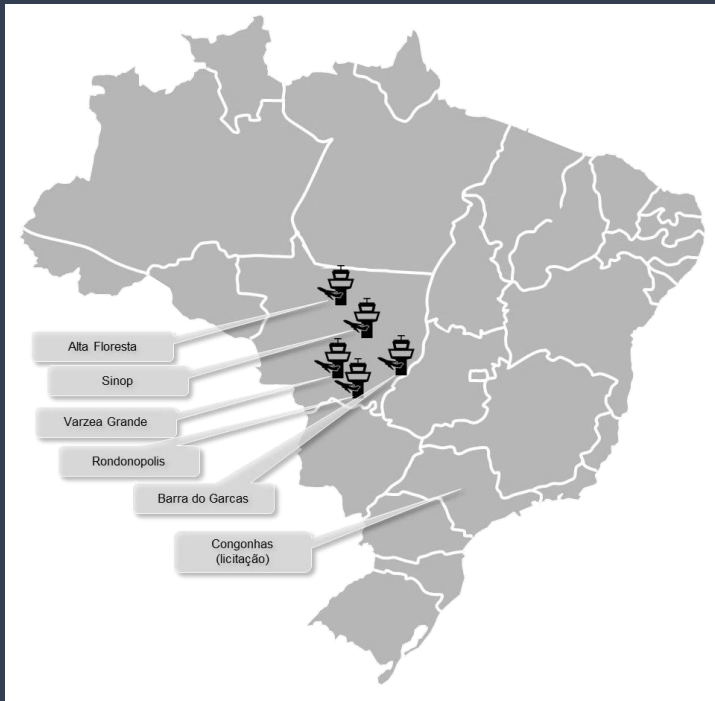 Alta Floresta
Sinop
Varzea Grande
Rondonopolis
Barra do Garcas
Congonhas
(licitação)